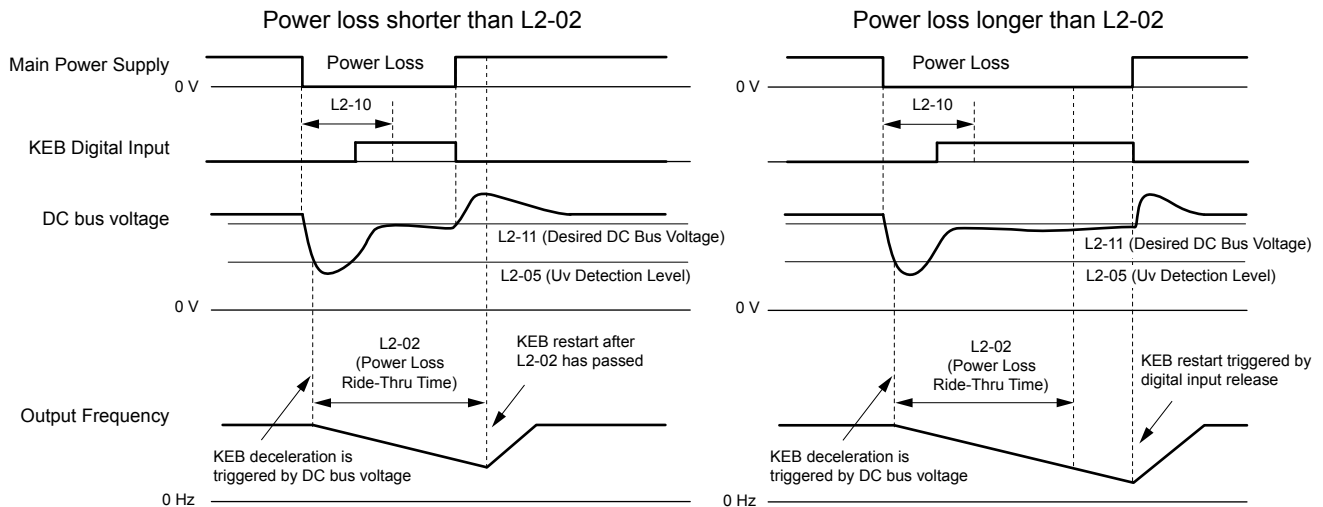 Power loss shorter than L2-02
Main Power Supply
Power Loss
0 V
L2-10
KEB Digital Input
DC bus voltage
L2-11 (Desired DC Bus Voltage)
L2-05 (Uv Detection Level)
0 V
L2-02
(Power Loss
Ride-Thru Time)
KEB restart after
L2-02 has passed
Output Frequency
KEB deceleration is
triggered by DC bus voltage
0 Hz
Power loss longer than L2-02
Power Loss
0 V
L2-10
L2-11 (Desired DC Bus Voltage)
L2-05 (Uv Detection Level)
0 V
L2-02
(Power Loss
Ride-Thru Time)
KEB restart triggered by
digital input release
KEB deceleration is
triggered by DC bus voltage
0 Hz